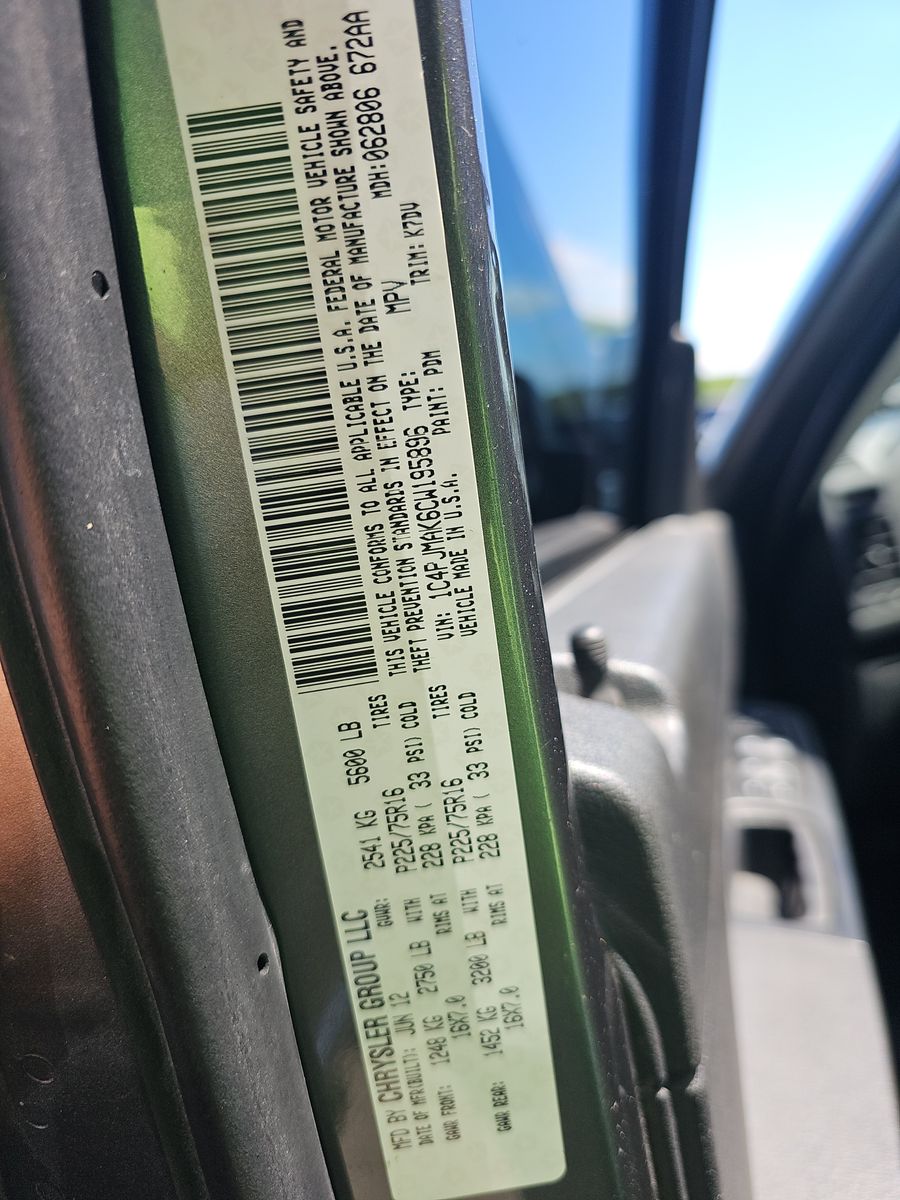 MFD BY CHRYSLER GROUP LLC
DATE OF MFR(BUILT): JUN 12 GVWR: 2541 KG 5600 LB
GAWR FRONT: 1248 KG 2750 LB WITH P225/75R16 TIRES
16X7.0 RIMS AT 228 KPA ( 33 PSI) COLD
GAWR REAR: 1452 KG 3200 LB WITH P225/75R16 TIRES
16X7.0 RIMS AT 228 KPA ( 33 PSI) COLD
THIS VEHICLE CONFORMS TO ALL APPLICABLE U.S.A. FEDERAL MOTOR VEHICLE SAFETY AND
THEFT PREVENTION STANDARDS IN EFFECT ON THE DATE OF MANUFACTURE SHOWN ABOVE.
VIN: 1C4PJMAK6CW195896 TYPE: MPV MDH:062806 672AA
VEHICLE MADE IN U.S.A. PAINT: PDM TRIM: K7DV